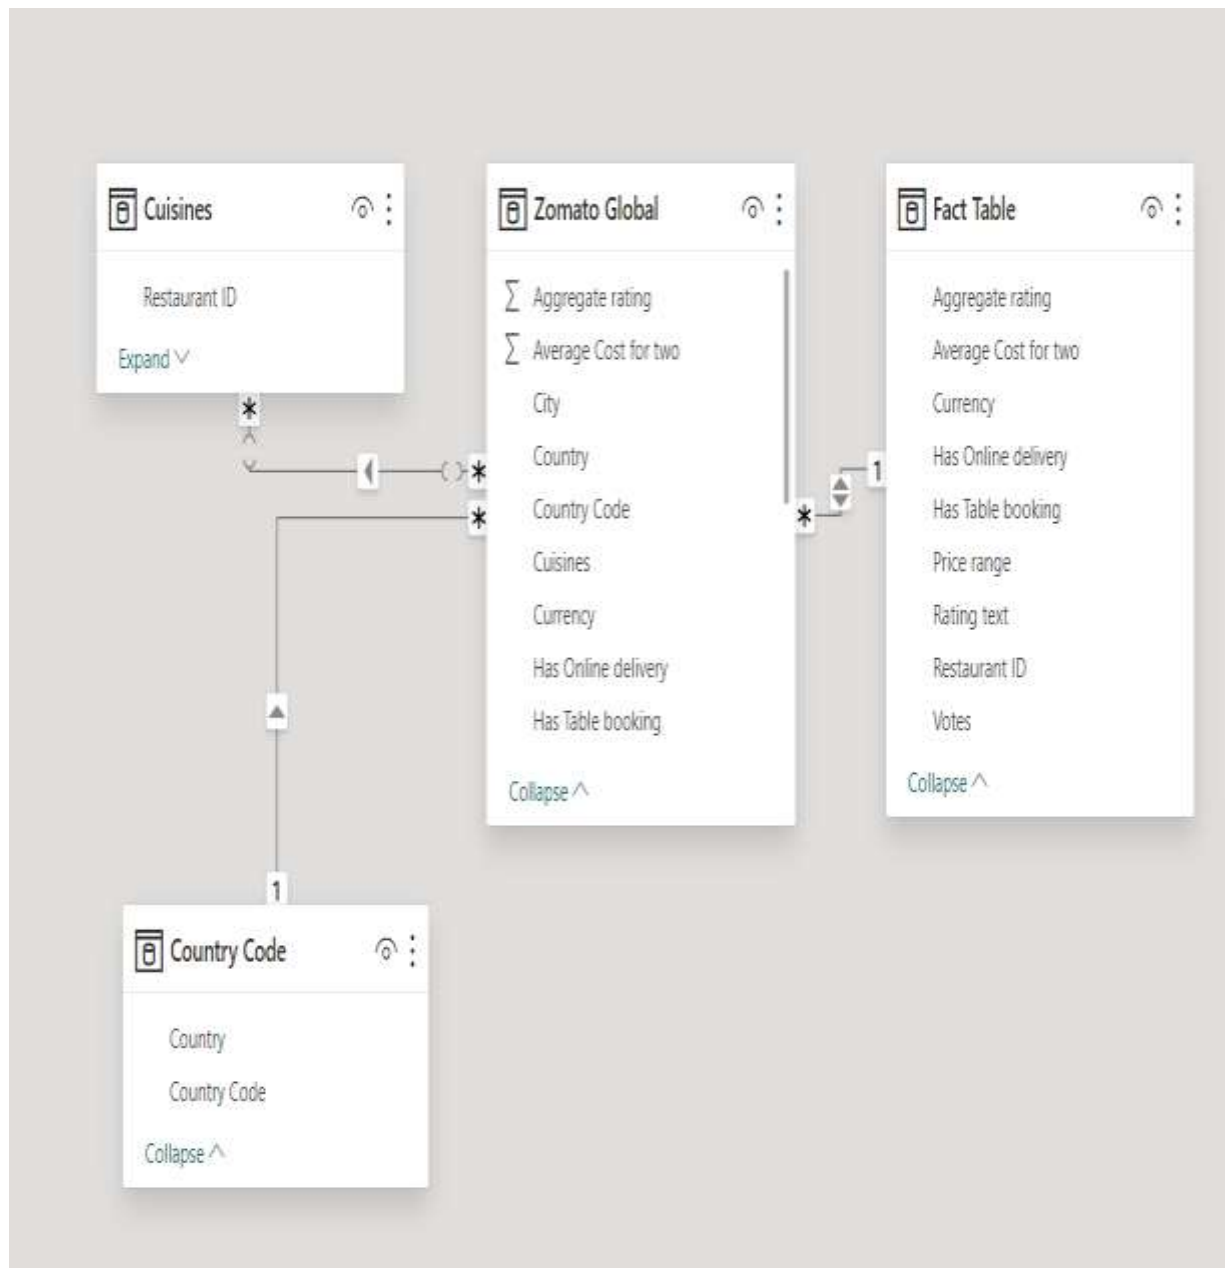 Cuisines
Restaurant ID
Expand
*
Zomato Global
Aggregate rating
Average Cost for two
City
Country
Country Code
Cuisines
Currency
Has Online delivery
Has Table booking
Collapse
*
*
*
1
Fact Table
Aggregate rating
Average Cost for two
Currency
Has Online delivery
Has Table booking
Price range
Rating text
Restaurant ID
Votes
Collapse
1
Country Code
Country
Country Code
Collapse